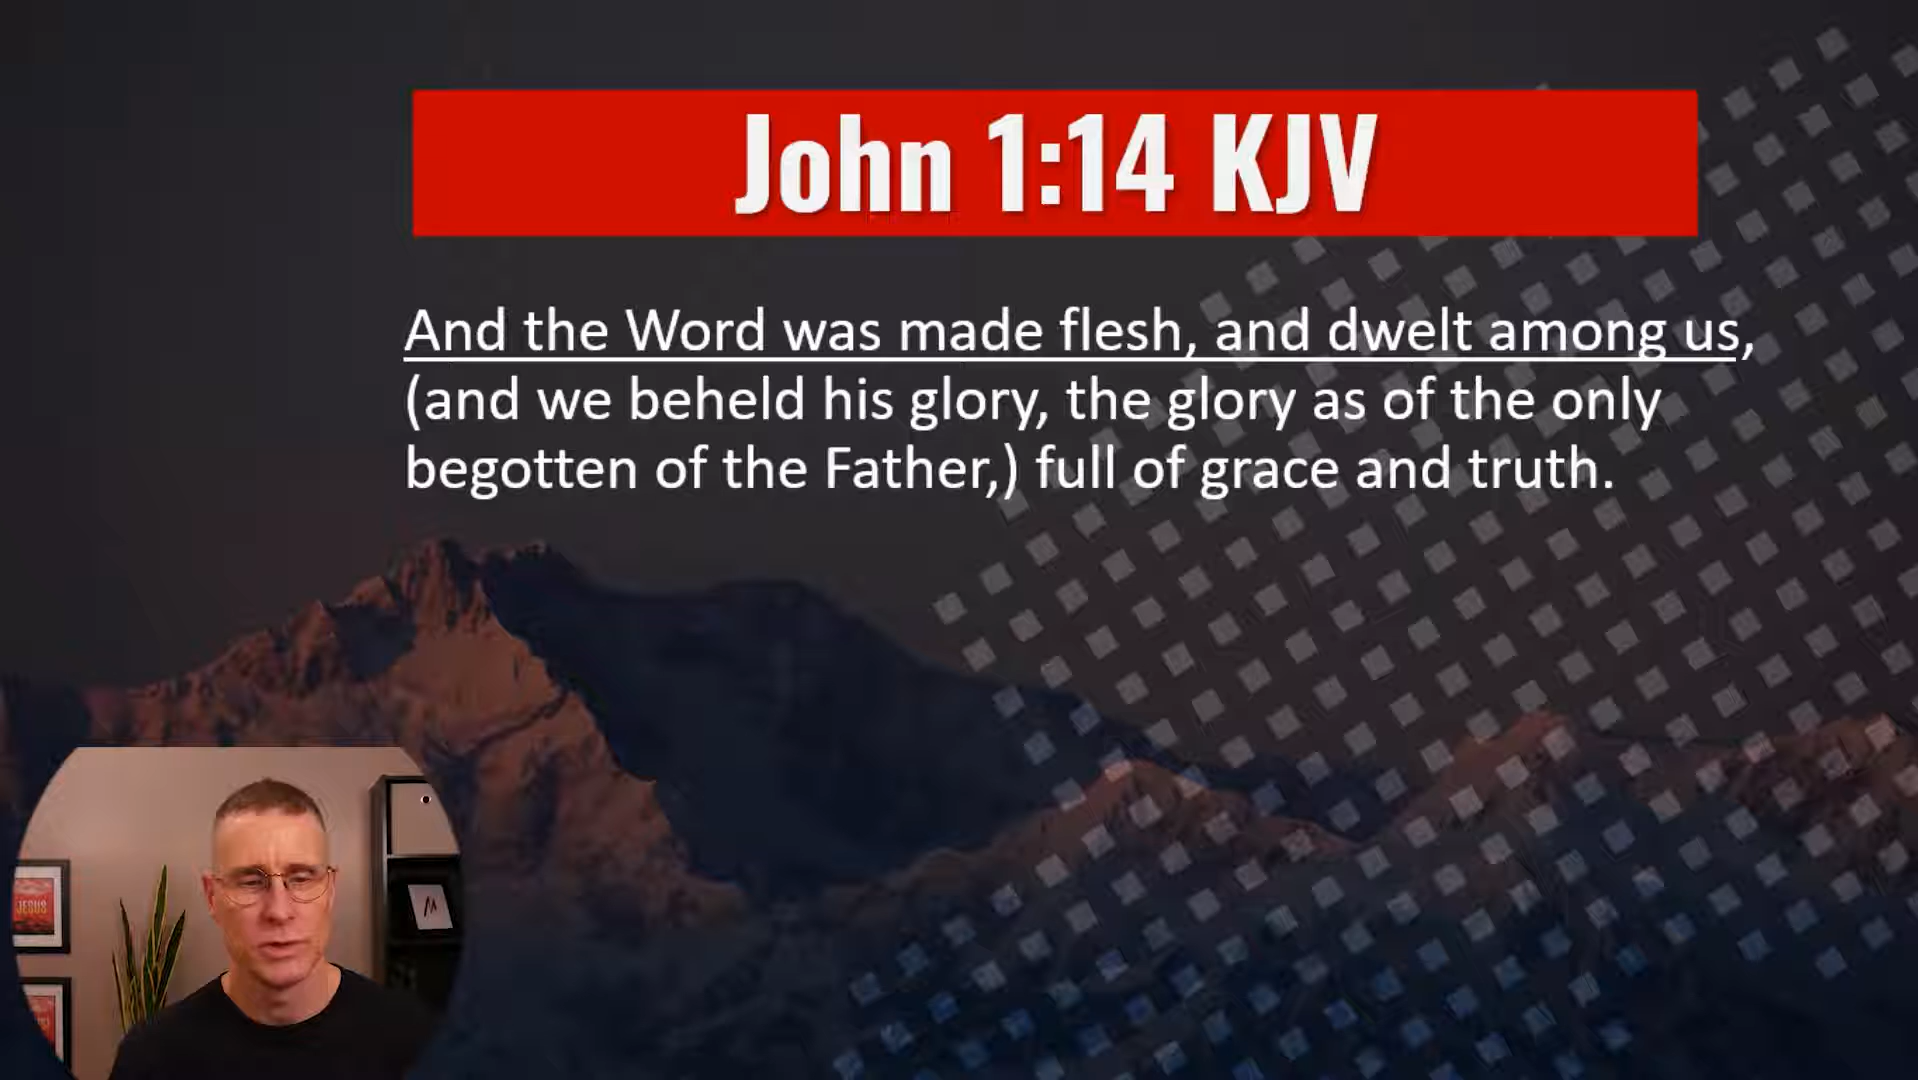 John 1:14 KJV
And the Word was made flesh, and dwelt among us,
(and we beheld his glory, the glory as of the only
begotten of the Father,) full of grace and truth.
JESUS